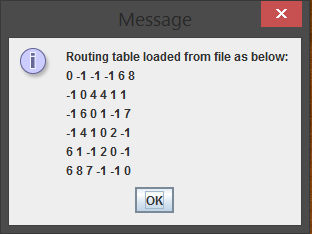 Message
Routing table loaded from file as below:
0 -1 -1 -1 6 8
-1 0 4 4 1 1
-1 6 0 1 -1 7
-1 4 1 0 2 -1
6 1 -1 2 0 -1
6 8 7 -1 -1 0
OK